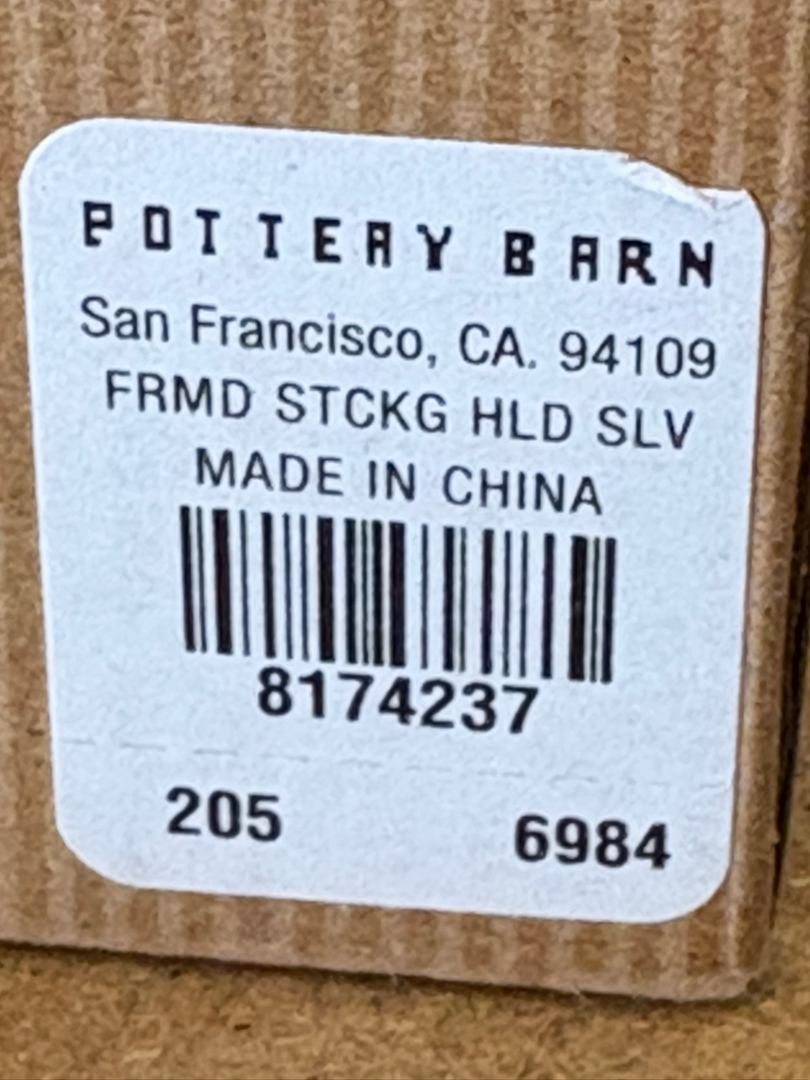 POTTERY BARN
San Francisco, CA. 94109
FRMD STCKG HLD SLV
MADE IN CHINA
8174237
205 6984